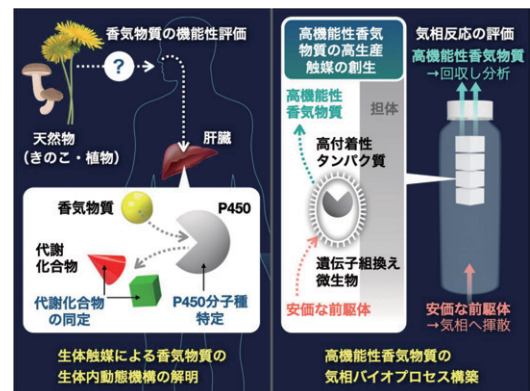 香気物質の機能性評価
?
天然物
(きのこ・植物)
肝臓
香気物質
P450
代謝
化合物
代謝化合物
の同定
P450分子種
特定
生体触媒による香気物質の
生体内動態機構の解明
高機能性香気
物質の高生産
触媒の創生
高機能性
香気物質
担体
高付着性
タンパク質
遺伝子組換え
微生物
安価な前駆体
気相反応の評価
高機能性香気物質
→回収し分析
安価な前駆体
→気相へ揮散
高機能性香気物質の
気相バイオプロセス構築